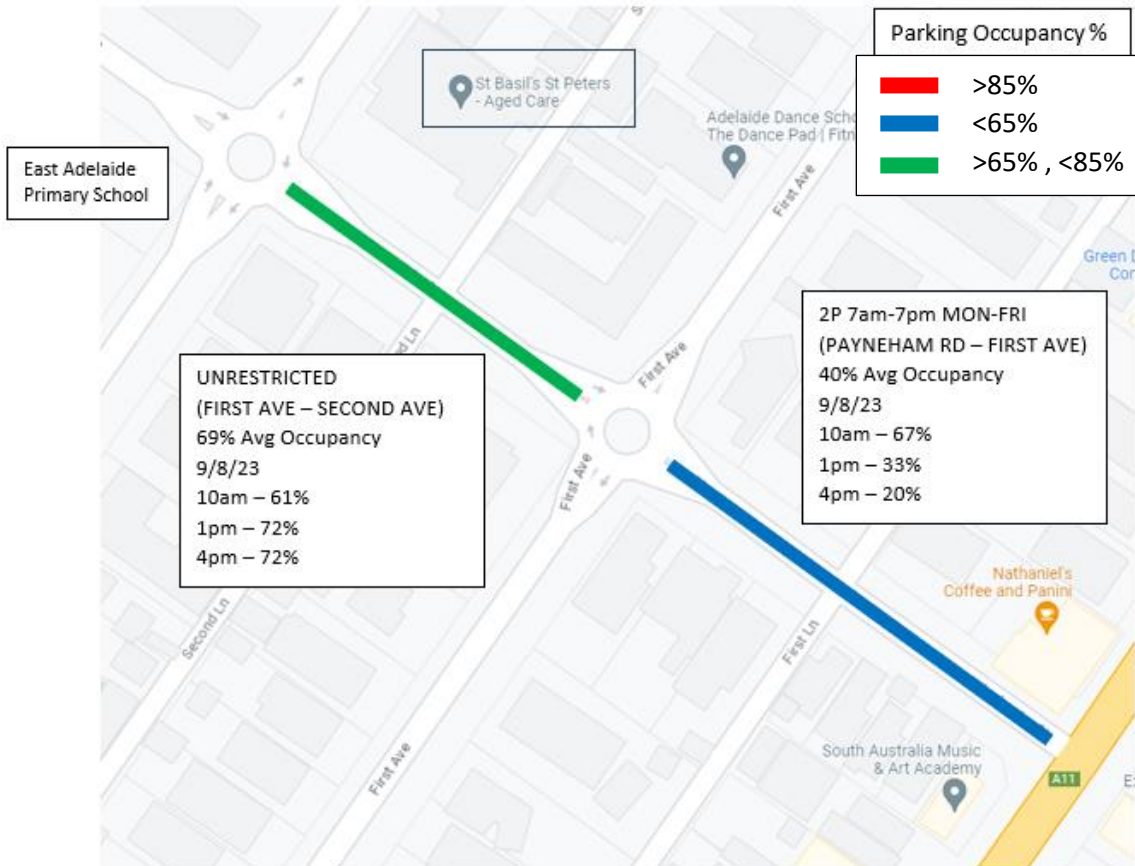 Parking Occupancy %
>85%
<65%
>65% , <85%
St Basil's St Peters
- Aged Care
Adelaide Dance Scho
The Dance Pad | Fitn
East Adelaide
Primary School
First Ave
Green D
Con
2P 7am-7pm MON-FRI
(PAYNEHAM RD – FIRST AVE)
40% Avg Occupancy
9/8/23
10am – 67%
1pm – 33%
4pm – 20%
First Ave
UNRESTRICTED
(FIRST AVE – SECOND AVE)
69% Avg Occupancy
9/8/23
10am – 61%
1pm – 72%
4pm – 72%
First Ave
Nathaniel's
Coffee and Panini
Second Ln
First Ln
First Ave
South Australia Music
& Art Academy
A11